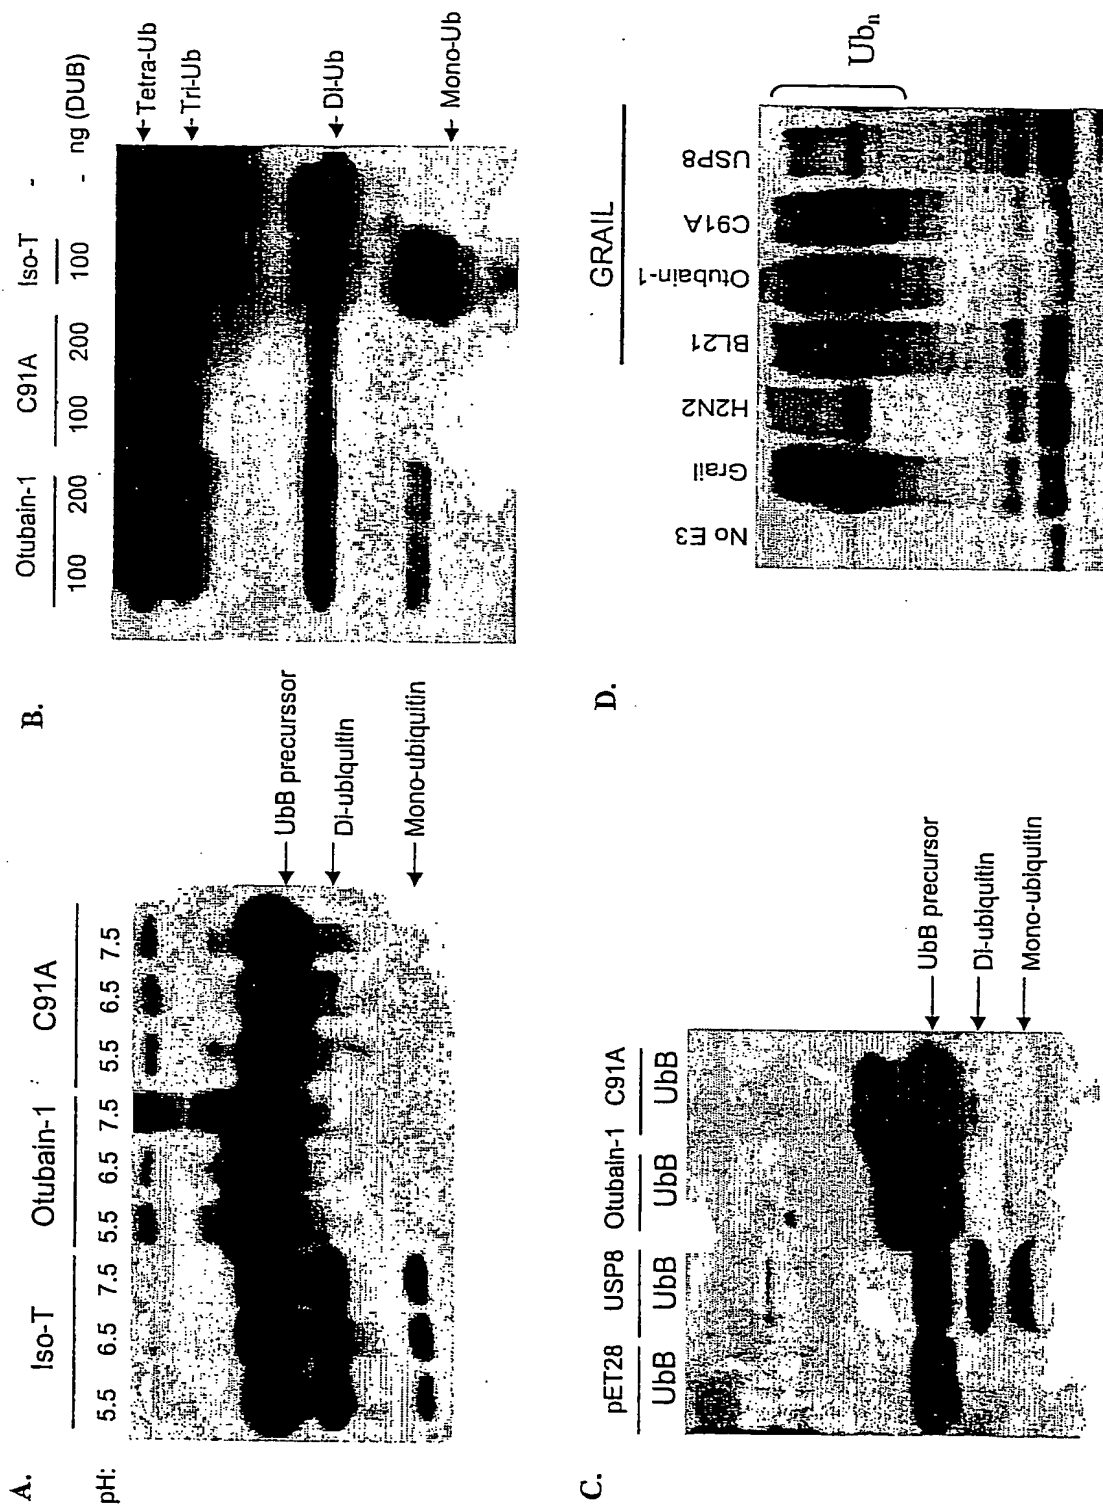 A.
Iso-T Otubain-1 C91A
pH: 5.5 6.5 7.5 5.5 6.5 7.5 5.5 6.5 7.5
UbB precurssor
Di-ubiquitin
Mono-ubiquitin
B.
Otubain-1 C91A Iso-T -
100 200 100 200 100 - ng (DUB)
Tetra-Ub
Tri-Ub
Di-Ub
Mono-Ub
C.
pET28 USP8 Otubain-1 C91A
UbB UbB UbB UbB
UbB precursor
Di-ubiquitin
Mono-ubiquitin
D.
GRAIL
No E3 Grail H2N2 BL21 Otubain-1 C91A USP8
Ubn